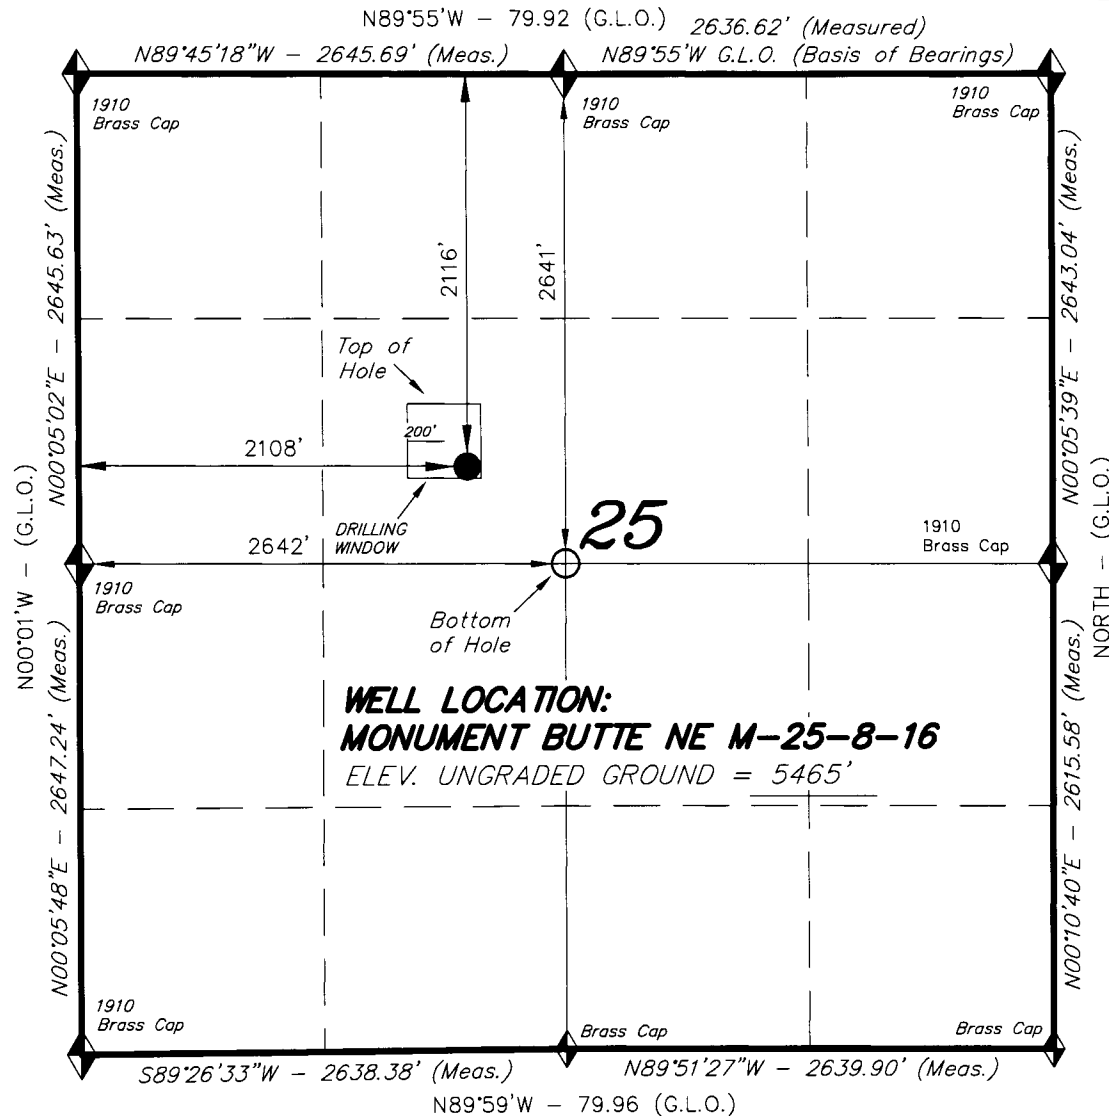 N89°55'W – 79.92 (G.L.O.)
2636.62' (Measured)
N89°45'18"W – 2645.69' (Meas.)
N89°55'W G.L.O. (Basis of Bearings)
1910
Brass Cap
1910
Brass Cap
1910
Brass Cap
N00°05'02"E – 2645.63' (Meas.)
2116'
2641'
N00°05'39"E – 2643.04' (Meas.)
Top of
Hole
200'
2108'
N00°01'W – (G.L.O.)
NORTH – (G.L.O.)
DRILLING
WINDOW
25
2642'
1910
Brass Cap
1910
Brass Cap
Bottom
of Hole
WELL LOCATION:
MONUMENT BUTTE NE M-25-8-16
ELEV. UNGRADED GROUND = 5465'
N00°05'48"E – 2647.24' (Meas.)
N00°10'40"E – 2615.58' (Meas.)
1910
Brass Cap
Brass Cap
Brass Cap
S89°26'33"W – 2638.38' (Meas.)
N89°51'27"W – 2639.90' (Meas.)
N89°59'W – 79.96 (G.L.O.)